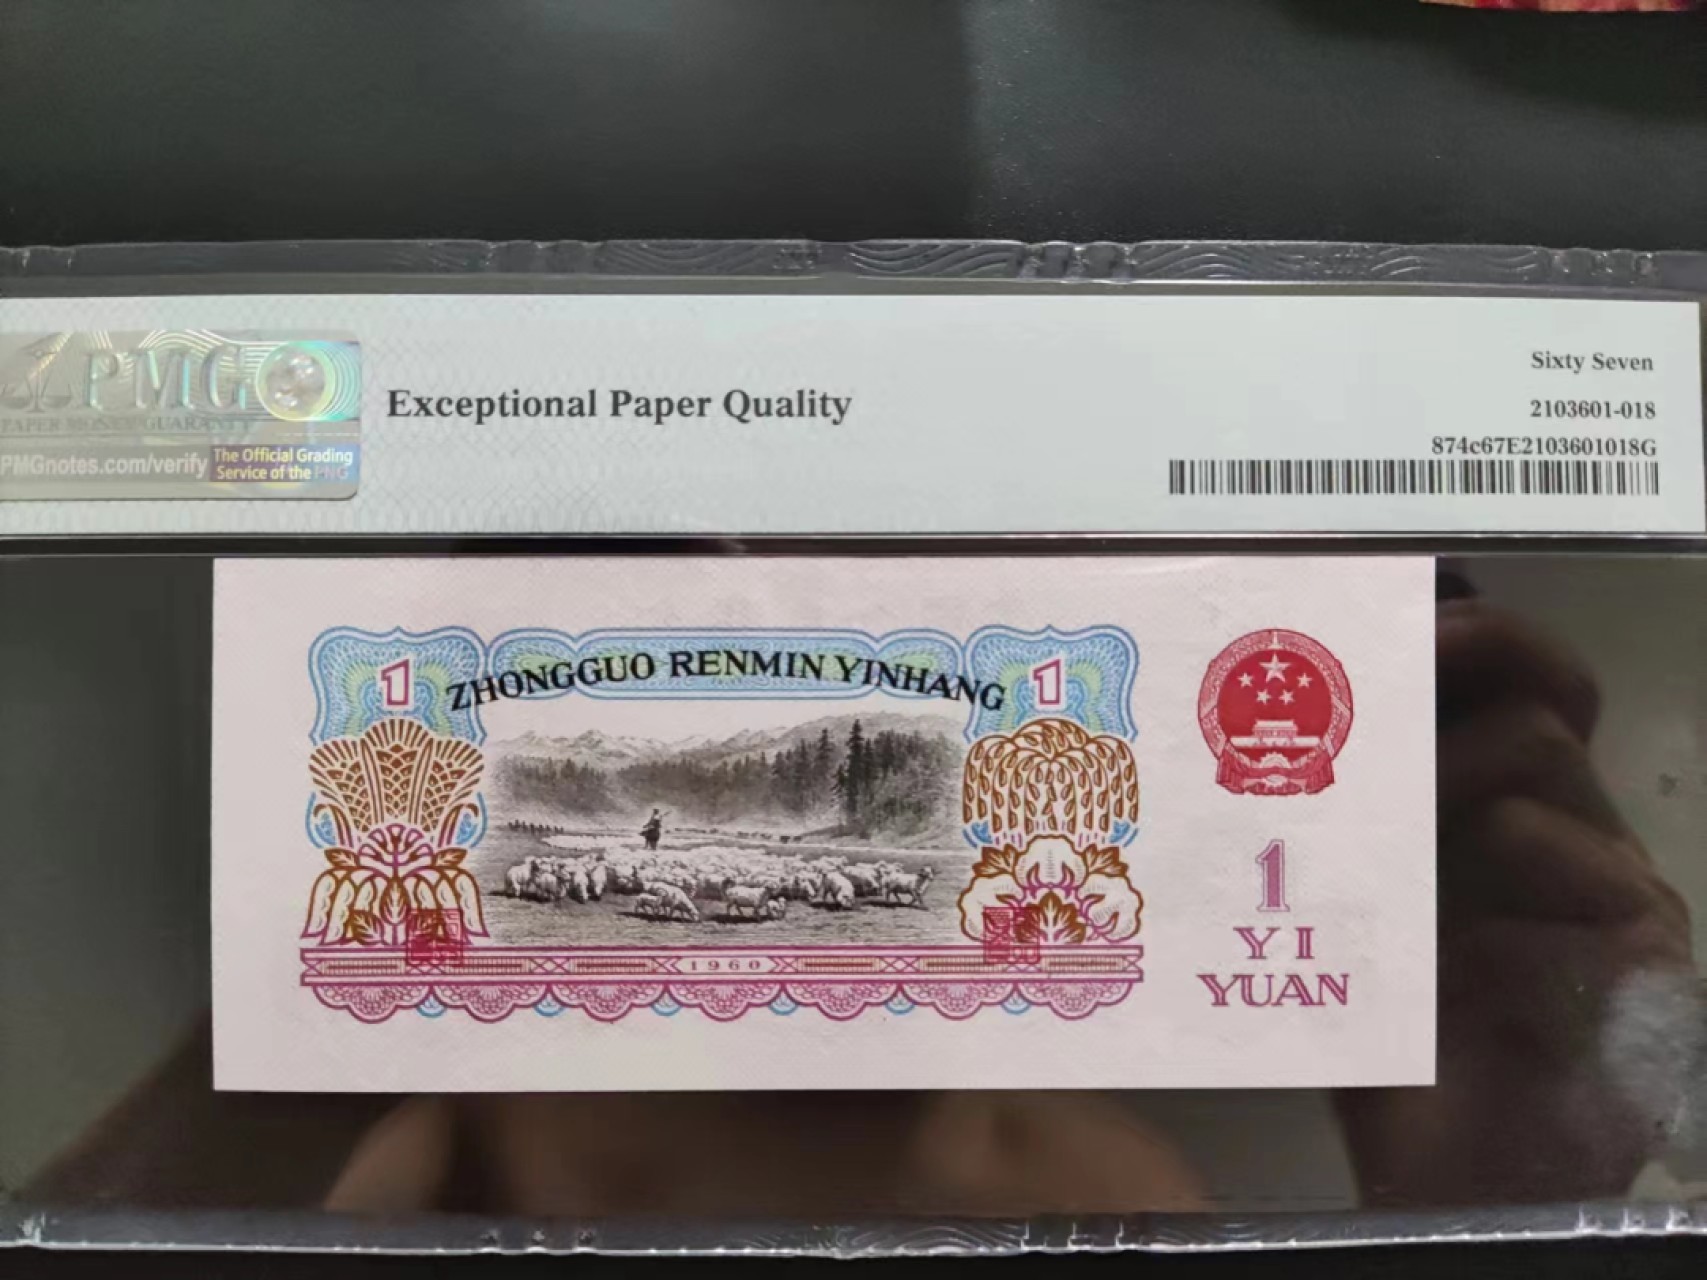 PMG
PAPER MONEY GUARANTY
PMGnotes.com/verify
The Official Grading
Service of the PNG
Exceptional Paper Quality
Sixty Seven
2103601-018
874c67E2103601018G
ZHONGGUO RENMIN YINHANG
1
1
1960
1
YI
YUAN